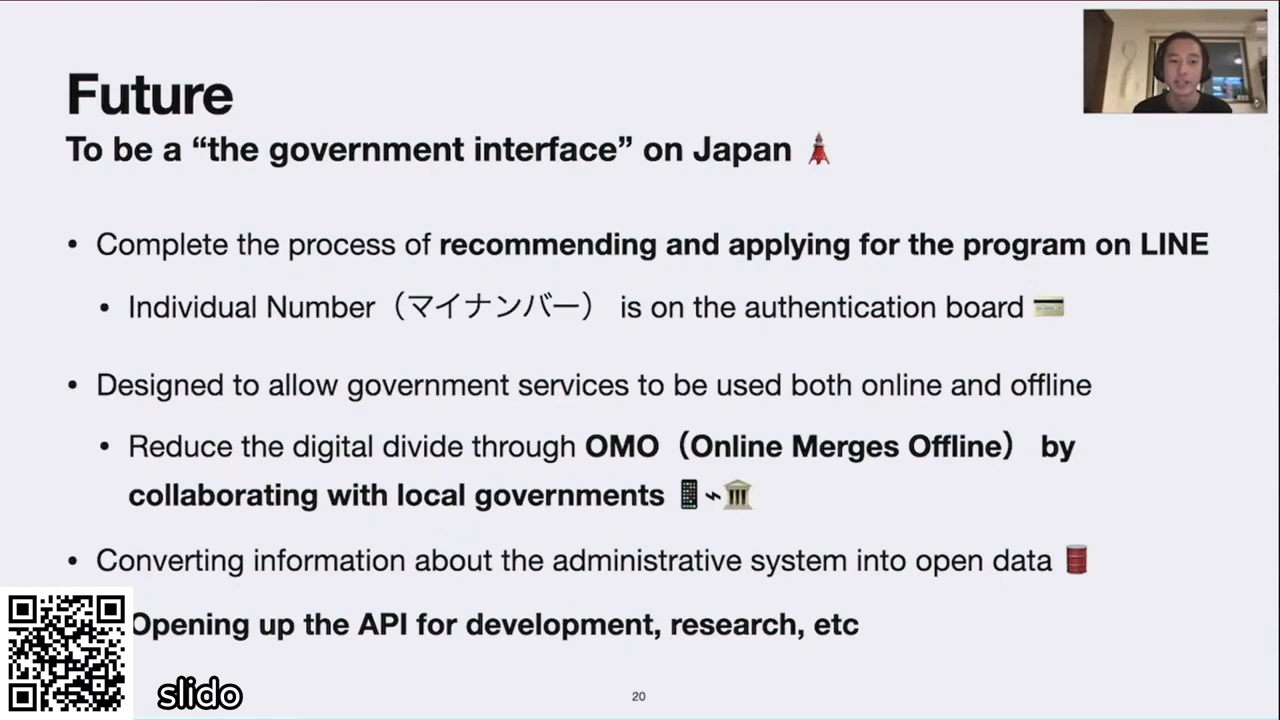 Future
To be a “the government interface” on Japan
• Complete the process of recommending and applying for the program on LINE
• Individual Number（マイナンバー） is on the authentication board
• Designed to allow government services to be used both online and offline
• Reduce the digital divide through OMO（Online Merges Offline） by
collaborating with local governments
• Converting information about the administrative system into open data
Opening up the API for development, research, etc
slido
20